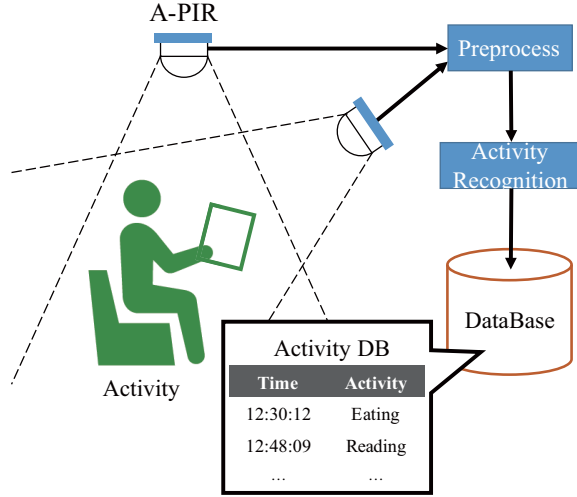 A-PIR
Preprocess
Activity
Recognition
DataBase
Activity
Activity DB
Time Activity
12:30:12 Eating
12:48:09 Reading
... ...